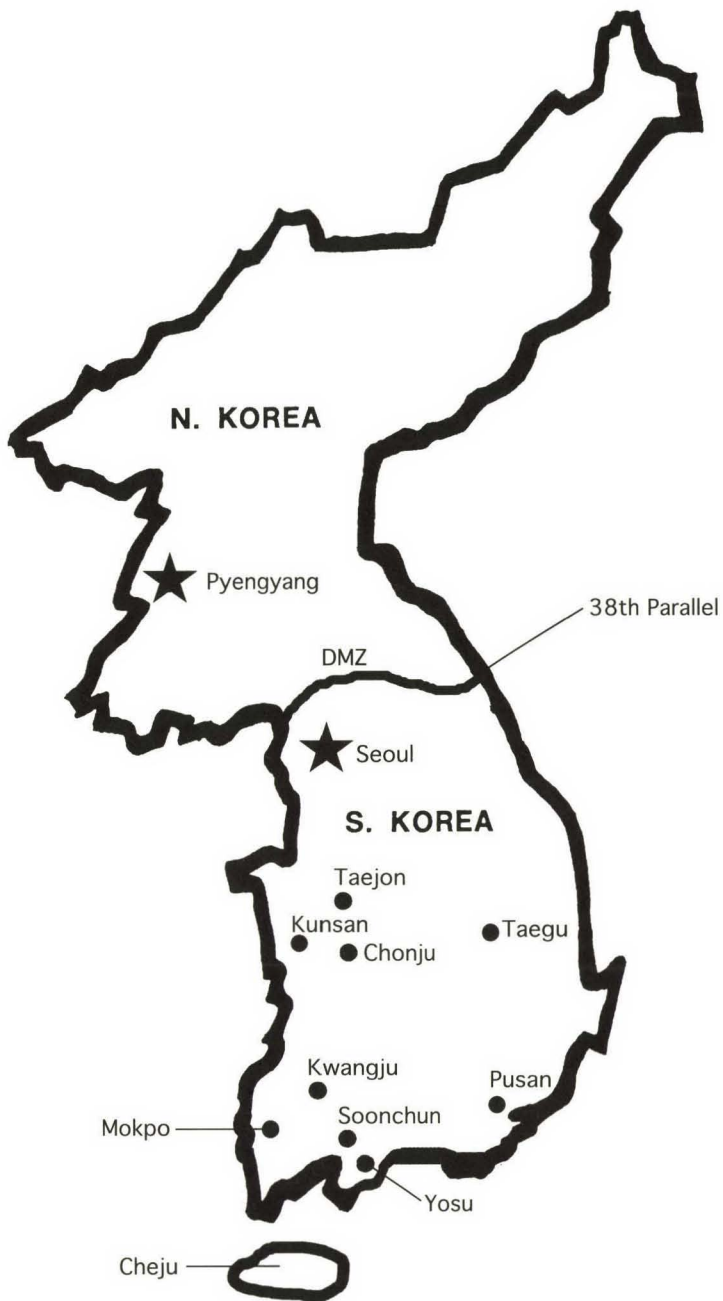 N. KOREA
Pyengyang
38th Parallel
DMZ
Seoul
S. KOREA
Taejon
Kunsan
Taegu
Chonju
Kwangju
Pusan
Soonchun
Mokpo
Yosu
Cheju